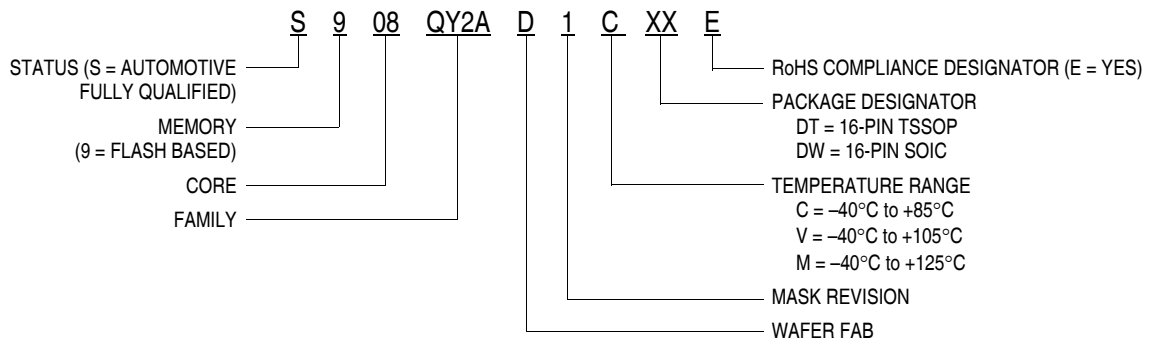 S 9 08 QY2A D 1 C XX E
STATUS (S = AUTOMOTIVE
FULLY QUALIFIED)
MEMORY
(9 = FLASH BASED)
CORE
FAMILY
RoHS COMPLIANCE DESIGNATOR (E = YES)
PACKAGE DESIGNATOR
DT = 16-PIN TSSOP
DW = 16-PIN SOIC
TEMPERATURE RANGE
C = –40°C to +85°C
V = –40°C to +105°C
M = –40°C to +125°C
MASK REVISION
WAFER FAB